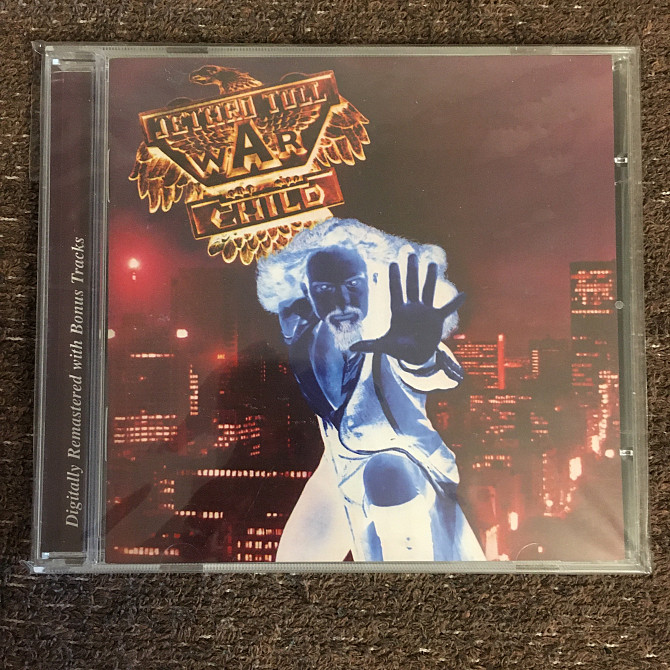 JETHRO TULL
WAR
CHILD
Digitally Remastered with Bonus Tracks